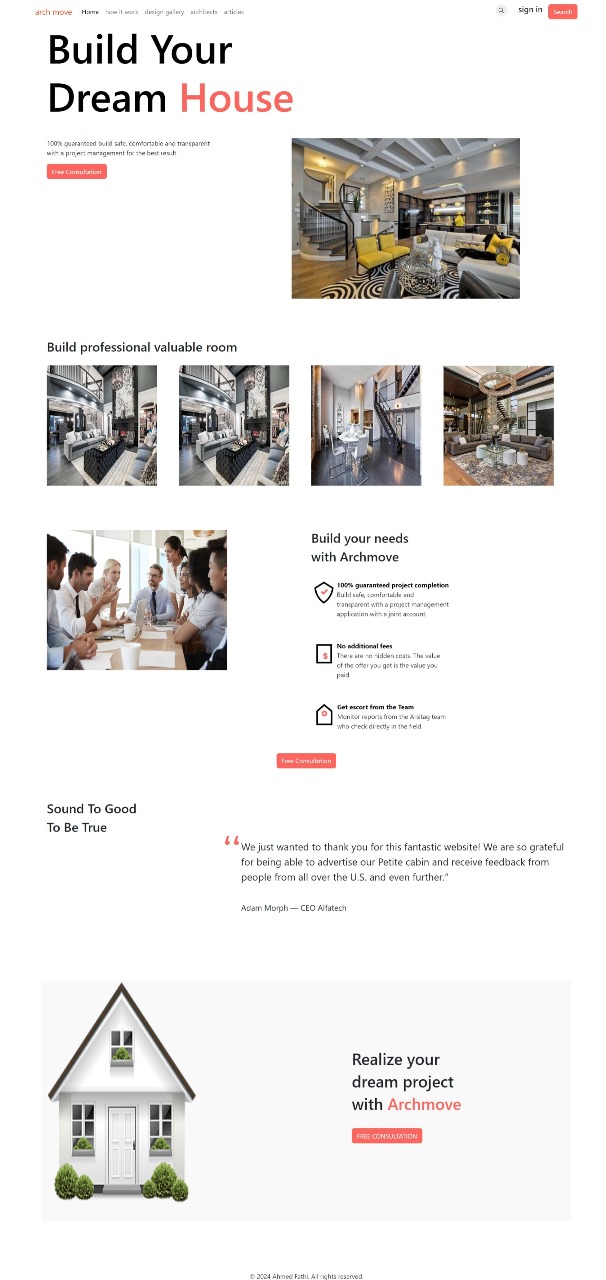 arch move Home how it work design gallery architects articles sign in Search
Build Your
Dream House
100% guaranteed build safe, comfortable and transparent
with a project management for the best result
Free Consultation
Build professional valuable room
Build your needs
with Archmove
100% guaranteed project completion
Build safe, comfortable and
transparent with a project management
application with a joint account.
No additional fees
There are no hidden costs. The value
of the offer you get is the value you
paid.
Get escort from the Team
Monitor reports from the Arsitag team
who check directly in the field.
Free Consultation
Sound To Good
To Be True
“We just wanted to thank you for this fantastic website! We are so grateful
for being able to advertise our Petite cabin and receive feedback from
people from all over the U.S. and even further.”
Adam Morph — CEO Alfatech
Realize your
dream project
with Archmove
FREE CONSULTATION
© 2024 Ahmed Fathi. All rights reserved.